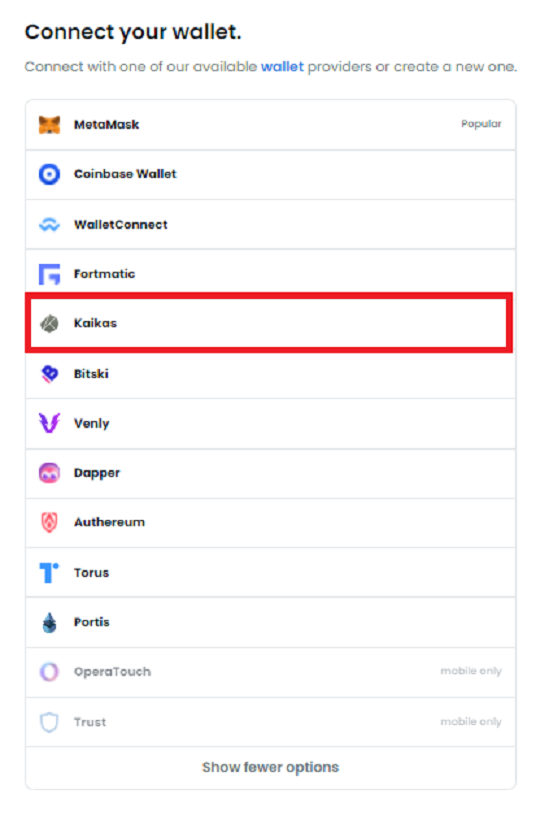 Connect your wallet.
Connect with one of our available wallet providers or create a new one.
MetaMask Popular
Coinbase Wallet
WalletConnect
Fortmatic
Kaikas
Bitski
Venly
Dapper
Authereum
Torus
Portis
OperaTouch mobile only
Trust mobile only
Show fewer options